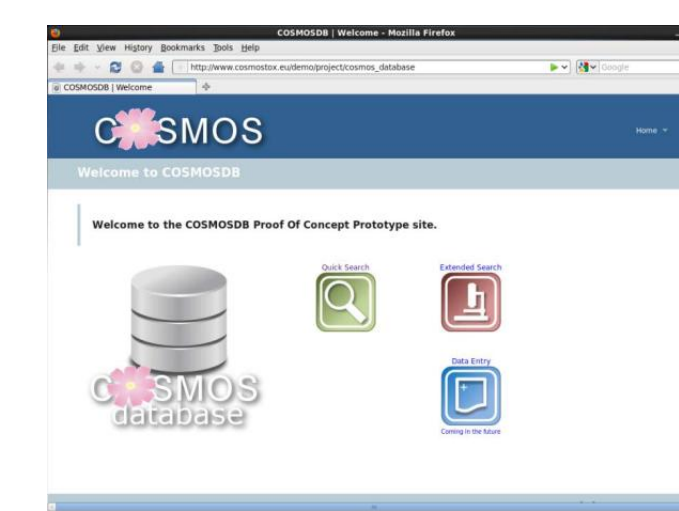 COSMOSDB | Welcome - Mozilla Firefox
File Edit View History Bookmarks Tools Help
http://www.cosmostox.eu/demo/project/cosmos_database
Google
COSMOSDB | Welcome
COSMOS
Home
Welcome to COSMOSDB
Welcome to the COSMOSDB Proof Of Concept Prototype site.
Quick Search
Extended Search
COSMOS
database
Data Entry
Coming in the future